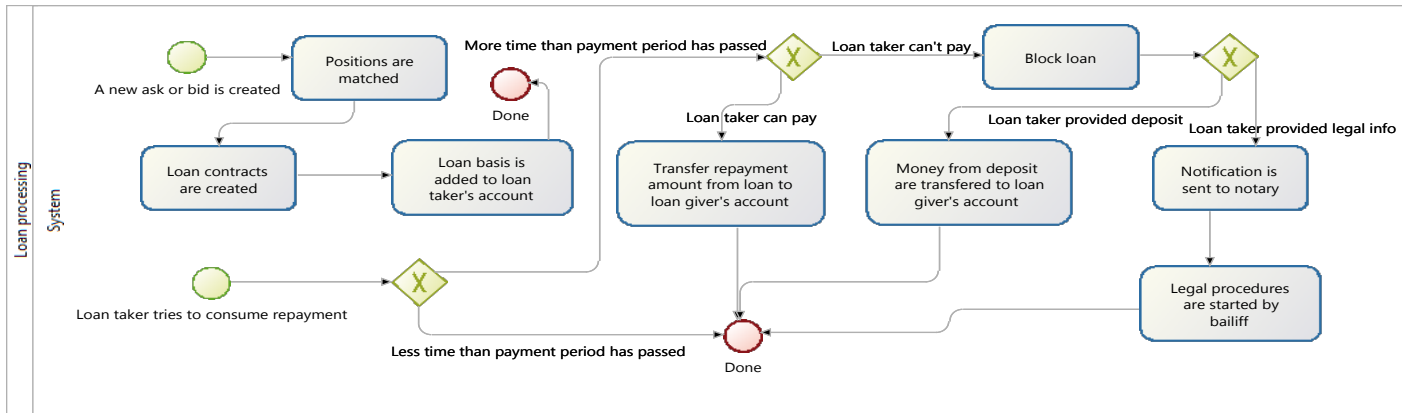 Loan processing
System
A new ask or bid is created
Positions are
matched
Loan contracts
are created
Loan basis is
added to loan
taker's account
Done
More time than payment period has passed
Loan taker can't pay
Block loan
Loan taker can pay
Loan taker provided deposit
Loan taker provided legal info
Transfer repayment
amount from loan to
loan giver's account
Money from deposit
are transfered to loan
giver's account
Notification is
sent to notary
Legal procedures
are started by
bailiff
Loan taker tries to consume repayment
Less time than payment period has passed
Done